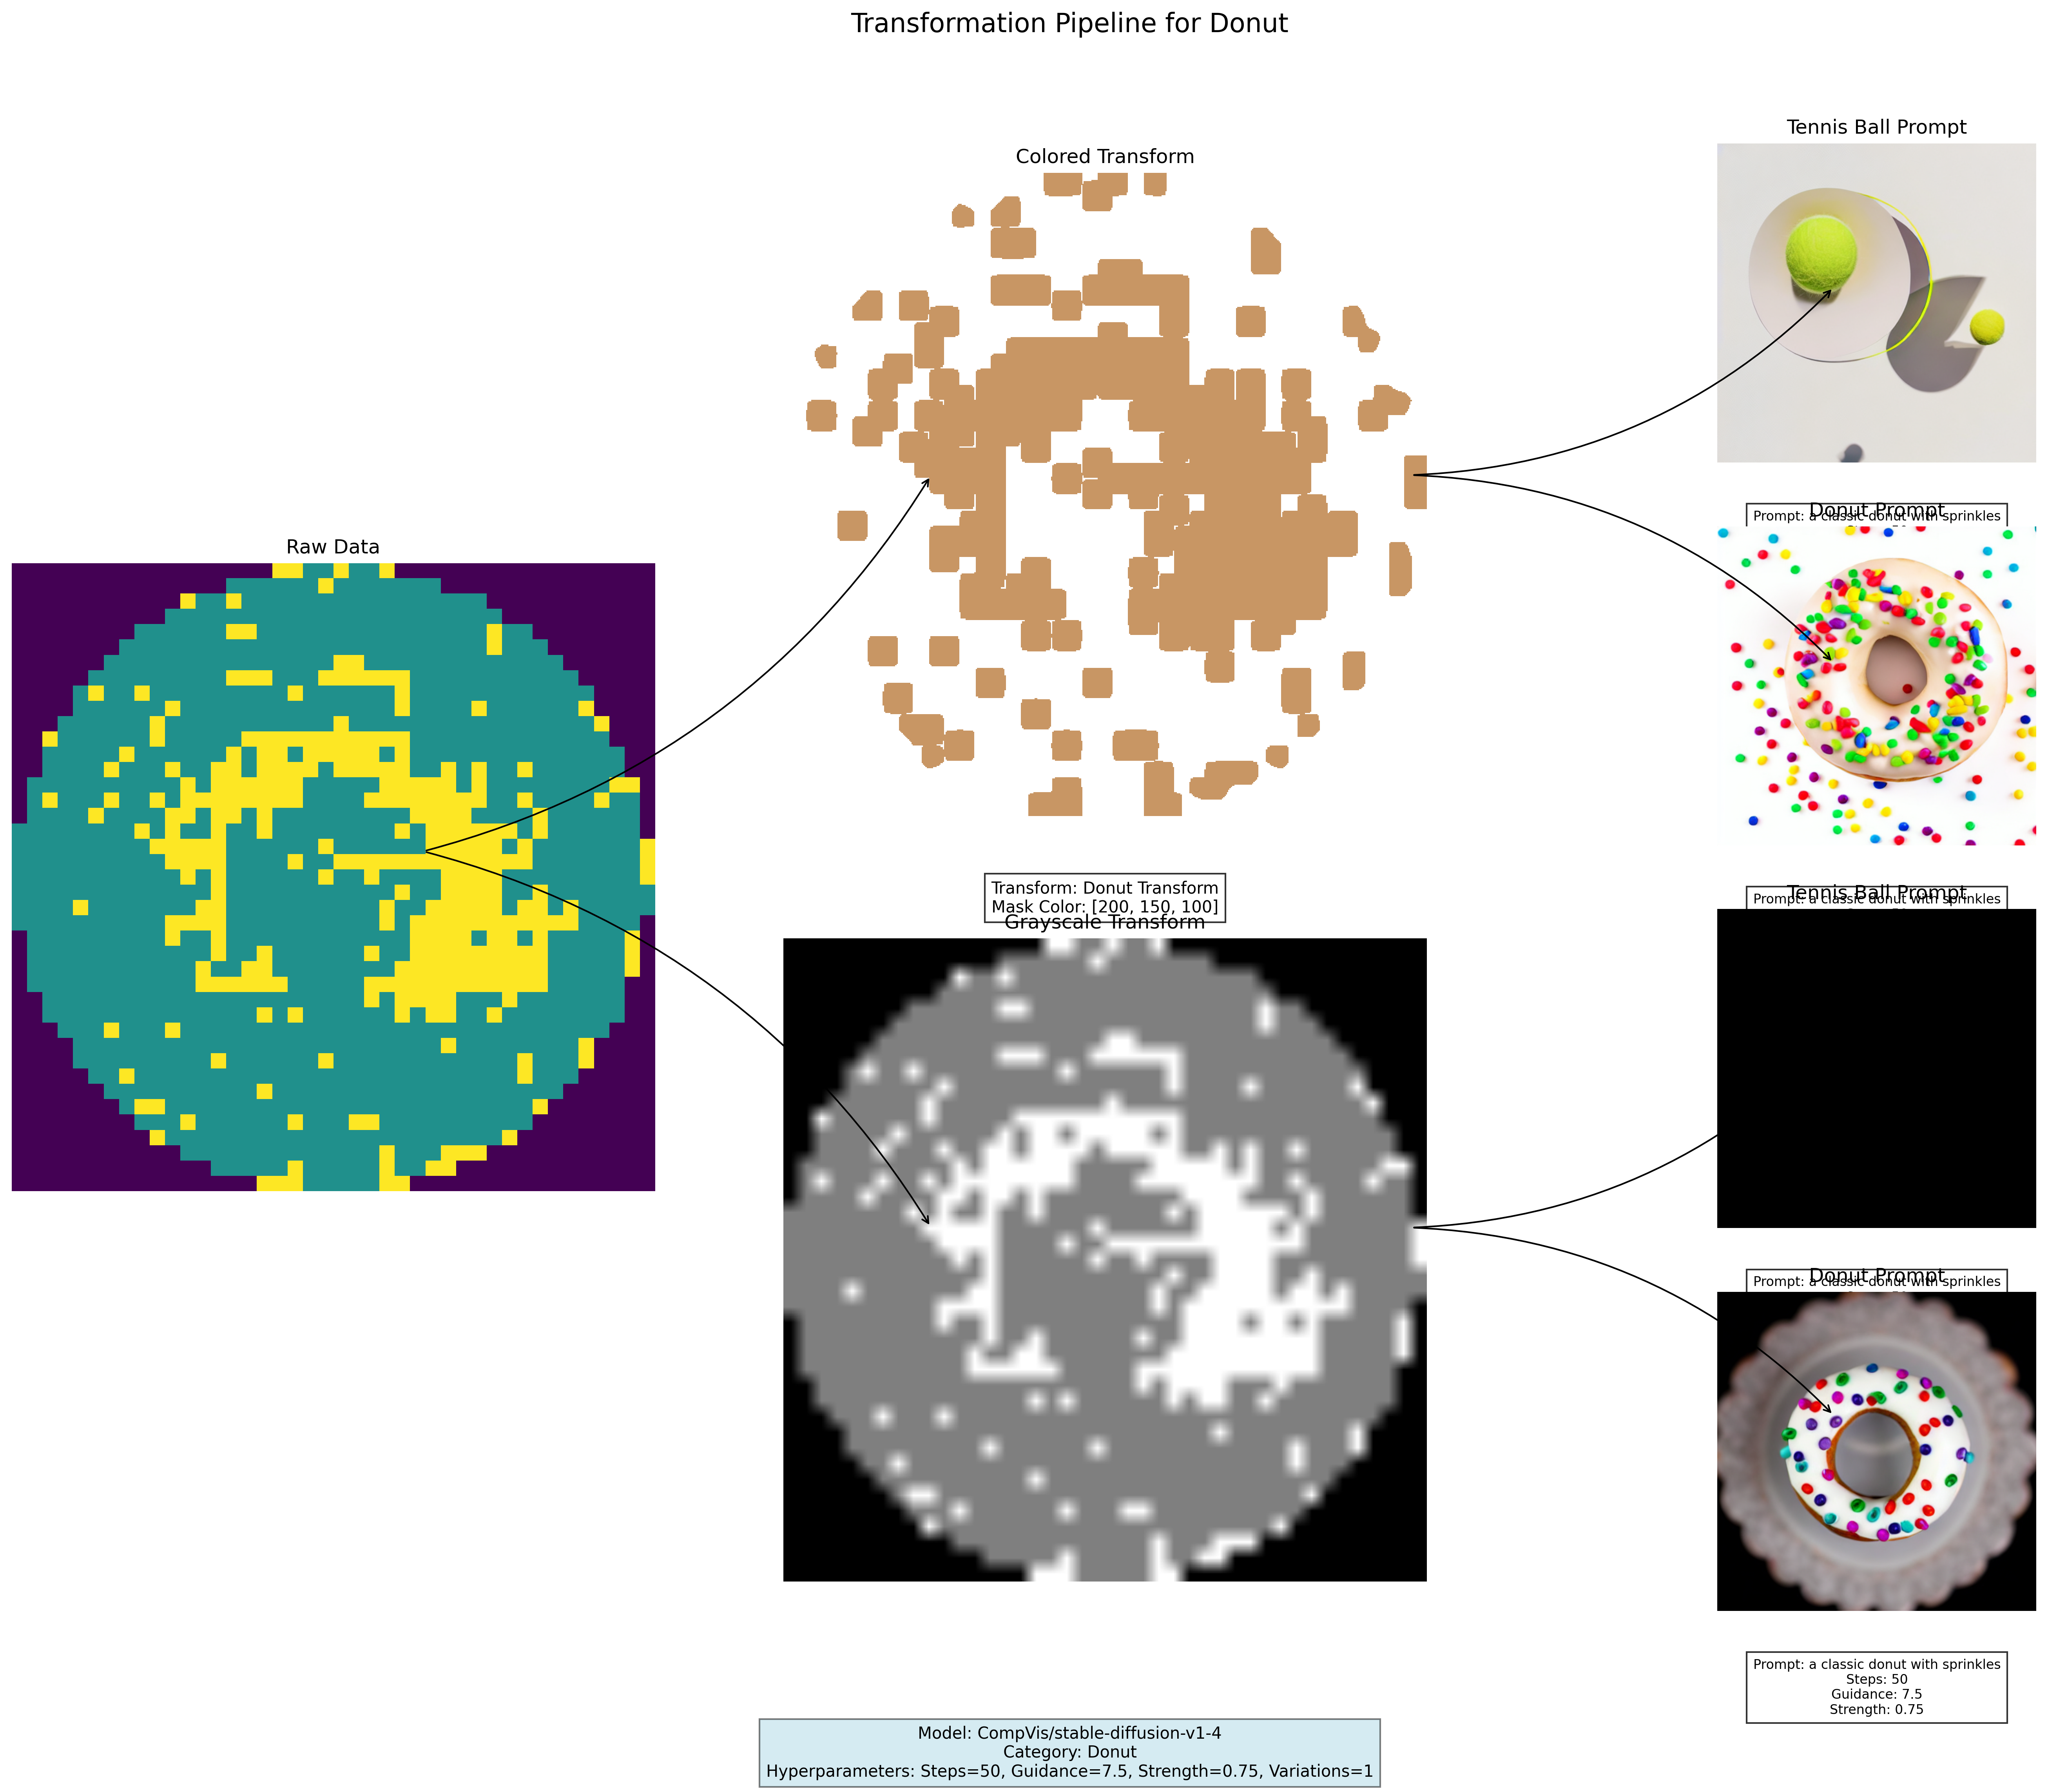 Transformation Pipeline for Donut
Tennis Ball Prompt
Colored Transform
Prompt: a classic donut with sprinkles
Donut Prompt
Raw Data
Transform: Donut Transform
Mask Color: [200, 150, 100]
Grayscale Transform
Prompt: a classic donut with sprinkles
Tennis Ball Prompt
Prompt: a classic donut with sprinkles
Donut Prompt
Prompt: a classic donut with sprinkles
Steps: 50
Guidance: 7.5
Strength: 0.75
Model: CompVis/stable-diffusion-v1-4
Category: Donut
Hyperparameters: Steps=50, Guidance=7.5, Strength=0.75, Variations=1